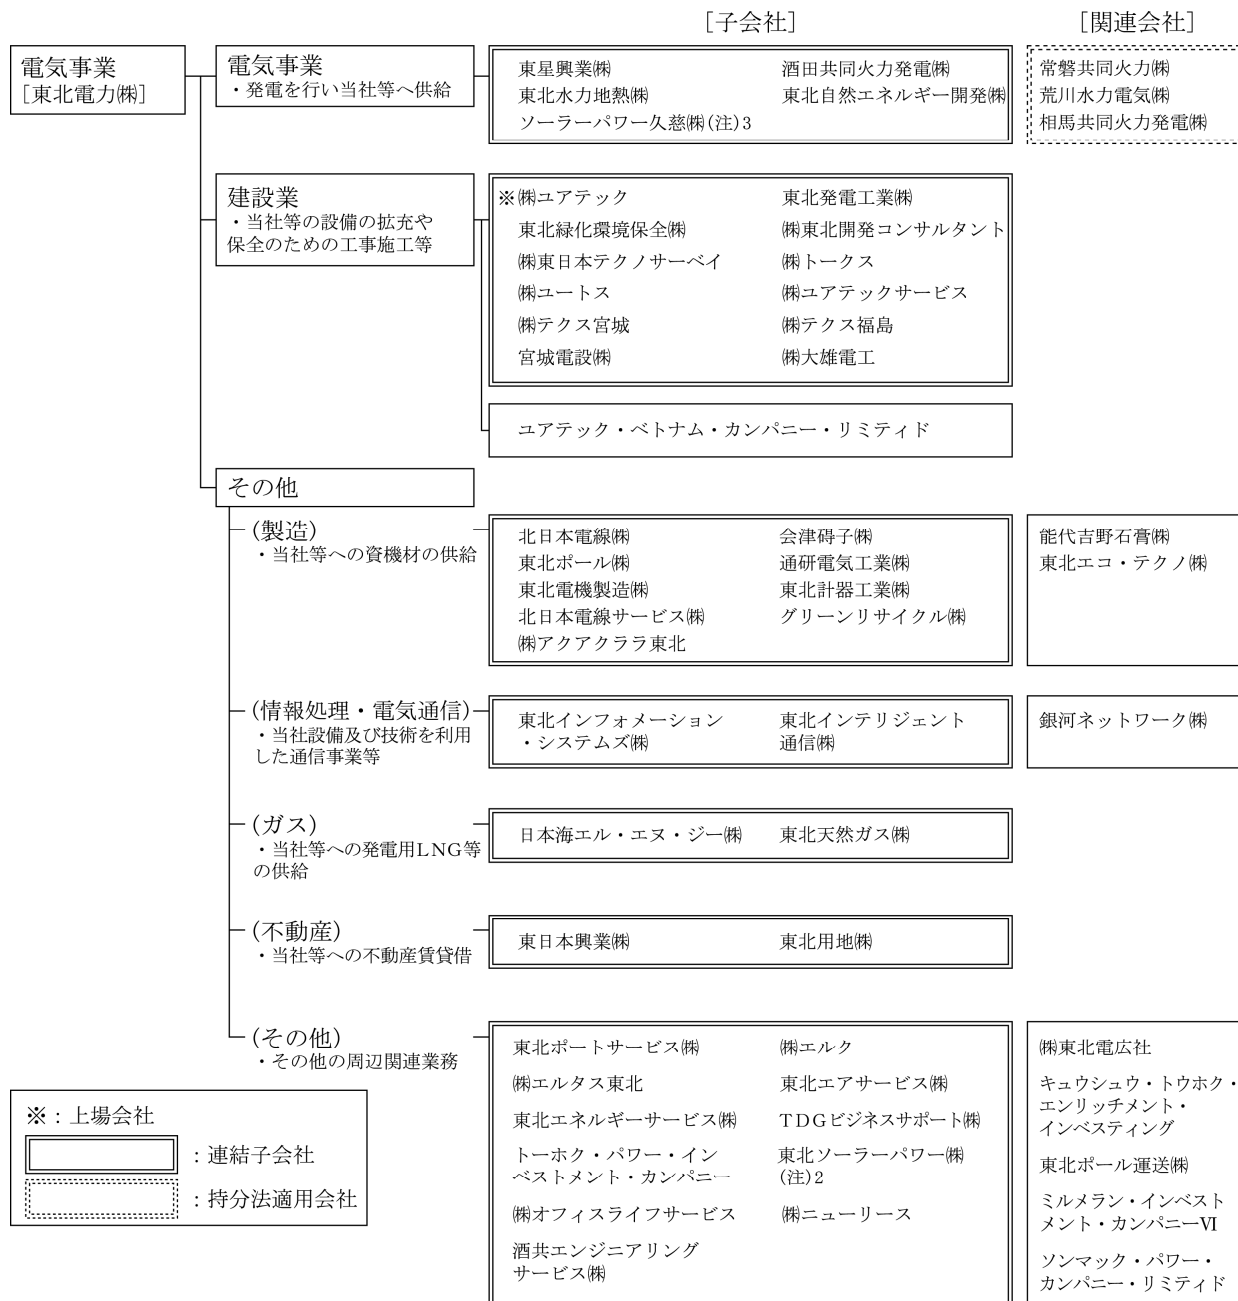 [子会社]
[関連会社]
電気事業
[東北電力㈱]
電気事業
・発電を行い当社等へ供給
東星興業㈱
酒田共同火力発電㈱
東北水力地熱㈱
東北自然エネルギー開発㈱
ソーラーパワー久慈㈱(注)3
常磐共同火力㈱
荒川水力電気㈱
相馬共同火力発電㈱
建設業
・当社等の設備の拡充や
保全のための工事施工等
※㈱ユアテック
東北発電工業㈱
東北緑化環境保全㈱
㈱東北開発コンサルタント
㈱東日本テクノサーベイ
㈱トークス
㈱ユートス
㈱ユアテックサービス
㈱テクス宮城
㈱テクス福島
宮城電設㈱
㈱大雄電工
ユアテック・ベトナム・カンパニー・リミティド
その他
(製造)
・当社等への資機材の供給
北日本電線㈱
会津碍子㈱
東北ポール㈱
通研電気工業㈱
東北電機製造㈱
東北計器工業㈱
北日本電線サービス㈱
グリーンリサイクル㈱
㈱アクアクララ東北
能代吉野石膏㈱
東北エコ・テクノ㈱
(情報処理・電気通信)
・当社設備及び技術を利用
した通信事業等
東北インフォメーション
・システムズ㈱
東北インテリジェント
通信㈱
銀河ネットワーク㈱
(ガス)
・当社等への発電用LNG等
の供給
日本海エル・エヌ・ジー㈱
東北天然ガス㈱
(不動産)
・当社等への不動産賃貸借
東日本興業㈱
東北用地㈱
(その他)
・その他の周辺関連業務
東北ポートサービス㈱
㈱エルク
㈱エルタス東北
東北エアサービス㈱
東北エネルギーサービス㈱
TDGビジネスサポート㈱
トーホク・パワー・イン
ベストメント・カンパニー
東北ソーラーパワー㈱
(注)2
㈱オフィスライフサービス
㈱ニューリース
酒共エンジニアリング
サービス㈱
㈱東北電広社
キュウシュウ・トウホク・
エンリッチメント・
インベスティング
東北ポール運送㈱
ミルメラン・インベスト
メント・カンパニーⅥ
ソンマック・パワー・
カンパニー・リミティド
※：上場会社
：連結子会社
：持分法適用会社